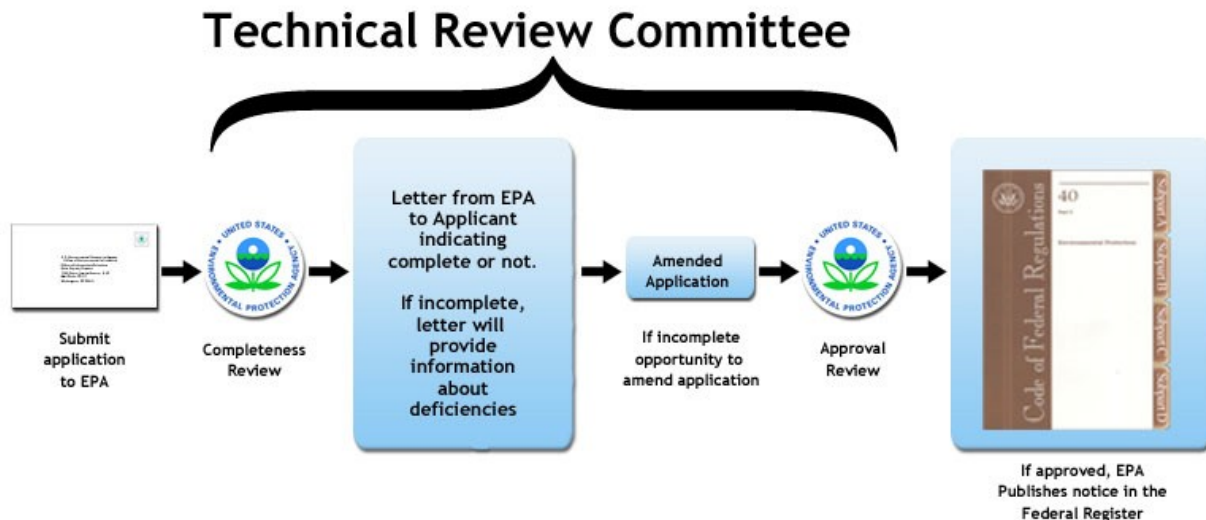 Technical Review Committee
Submit
application
to EPA
UNITED STATES
ENVIRONMENTAL PROTECTION AGENCY
Completeness
Review
Letter from EPA
to Applicant
indicating
complete or not.
If incomplete,
letter will
provide
information
about
deficiencies
Amended
Application
If incomplete
opportunity to
amend application
UNITED STATES
ENVIRONMENTAL PROTECTION AGENCY
Approval
Review
Code of Federal Regulations
40
Environmental Protection
If approved, EPA
Publishes notice in the
Federal Register